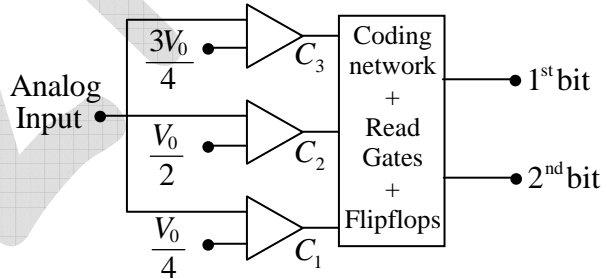 Analog
Input
3V₀/4
V₀/2
V₀/4
C₃
C₂
C₁
Coding
network
+
Read
Gates
+
Flipflops
1ˢᵗ bit
2ⁿᵈ bit